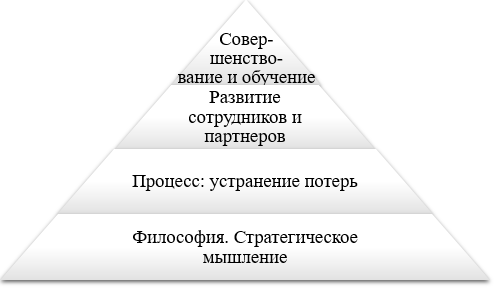 Совер-
шенство-
вание и обучение
Развитие
сотрудников и
партнеров
Процесс: устранение потерь
Философия. Стратегическое
мышление